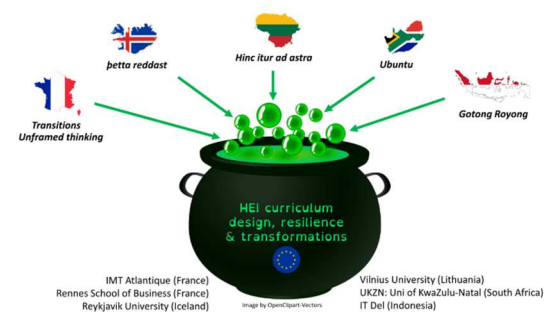 Hinc itur ad astra
þetta reddast
Ubuntu
Gotong Royong
Transitions
Unframed thinking
HEI curriculum
design, resilience
& transformations
IMT Atlantique (France)
Rennes School of Business (France)
Reykjavik University (Iceland)
Image by OpenClipart-Vectors
Vilnius University (Lithuania)
UKZN: Uni of KwaZulu-Natal (South Africa)
IT Del (Indonesia)